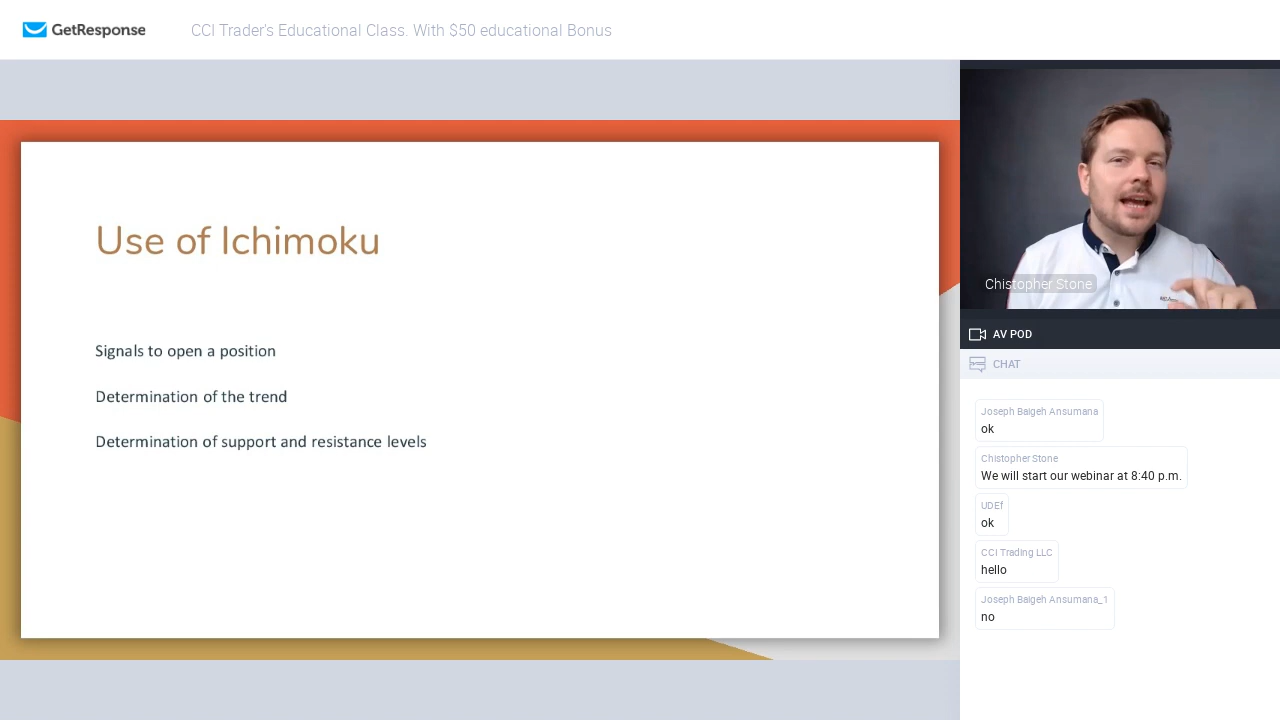 GetResponse
CCI Trader's Educational Class. With $50 educational Bonus
Use of Ichimoku
Signals to open a position
Determination of the trend
Determination of support and resistance levels
Chistopher Stone
AV POD
CHAT
Joseph Baigeh Ansumana
ok
Chistopher Stone
We will start our webinar at 8:40 p.m.
UDEf
ok
CCI Trading LLC
hello
Joseph Baigeh Ansumana_1
no